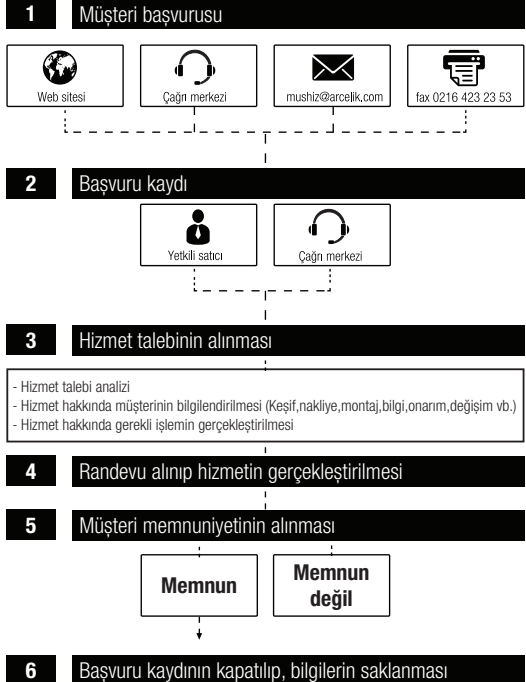 1 Müşteri başvurusu
Web sitesi
Çağrı merkezi
mushiz@arcelik.com
fax 0216 423 23 53
2 Başvuru kaydı
Yetkili satıcı
Çağrı merkezi
3 Hizmet talebinin alınması
- Hizmet talebi analizi
- Hizmet hakkında müşterinin bilgilendirilmesi (Keşif,nakliye,montaj,bilgi,onarım,değişim vb.)
- Hizmet hakkında gerekli işlemin gerçekleştirilmesi
4 Randevu alınıp hizmetin gerçekleştirilmesi
5 Müşteri memnuniyetinin alınması
Memnun
Memnun
değil
6 Başvuru kaydının kapatılıp, bilgilerin saklanması